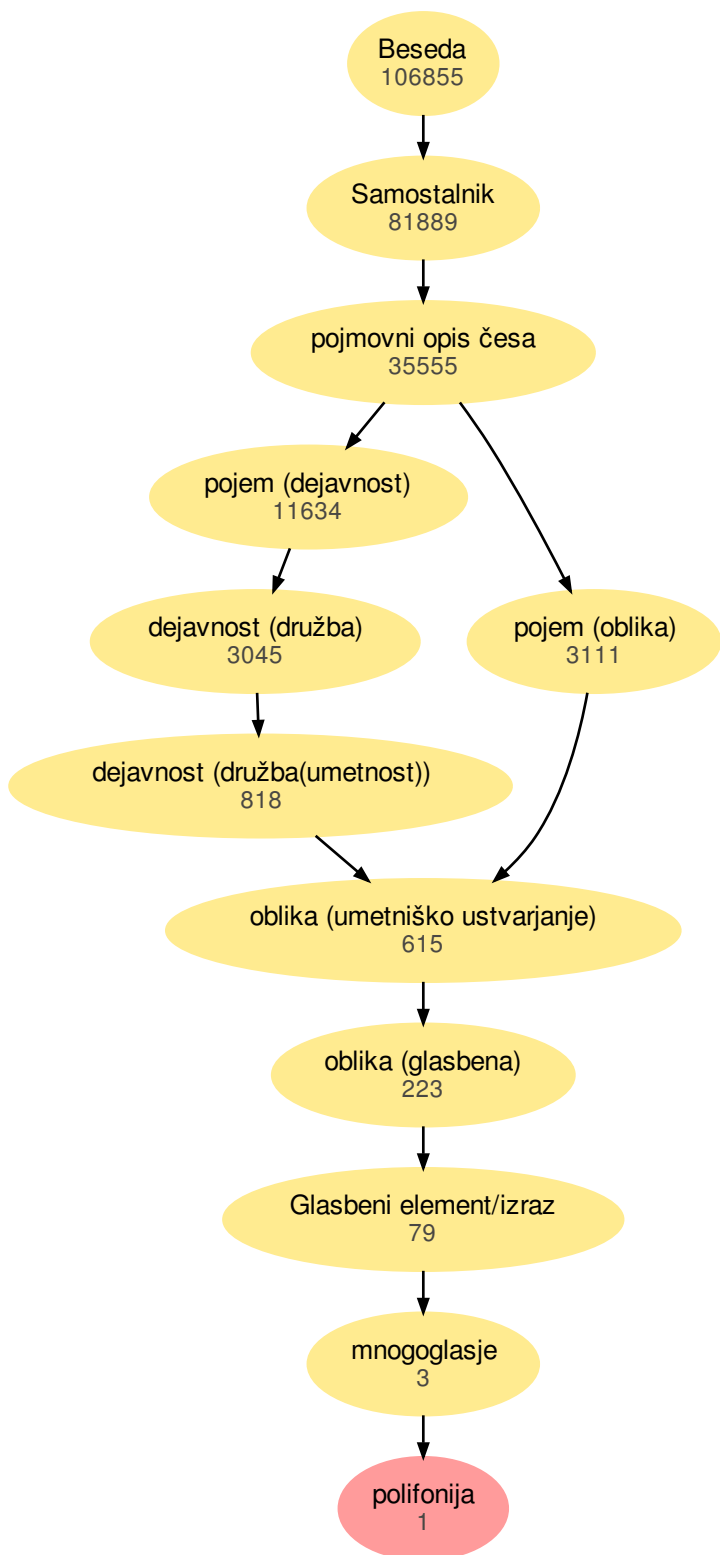 Beseda
106855
Samostalnik
81889
pojmovni opis česa
35555
pojem (dejavnost)
11634
dejavnost (družba)
3045
pojem (oblika)
3111
dejavnost (družba(umetnost))
818
oblika (umetniško ustvarjanje)
615
oblika (glasbena)
223
Glasbeni element/izraz
79
mnogoglasje
3
polifonija
1